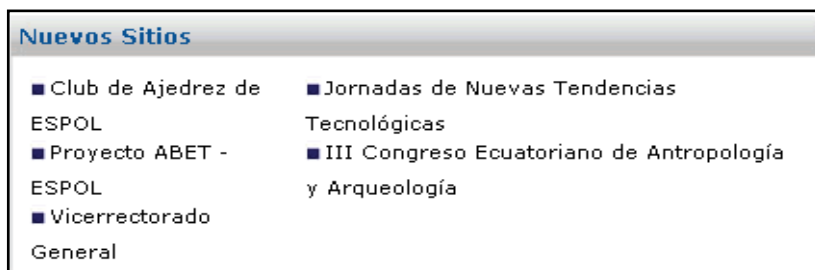 Nuevos Sitios
■ Club de Ajedrez de
ESPOL
■ Proyecto ABET -
ESPOL
■ Vicerrectorado
General
■ Jornadas de Nuevas Tendencias
Tecnológicas
■ III Congreso Ecuatoriano de Antropología
y Arqueología